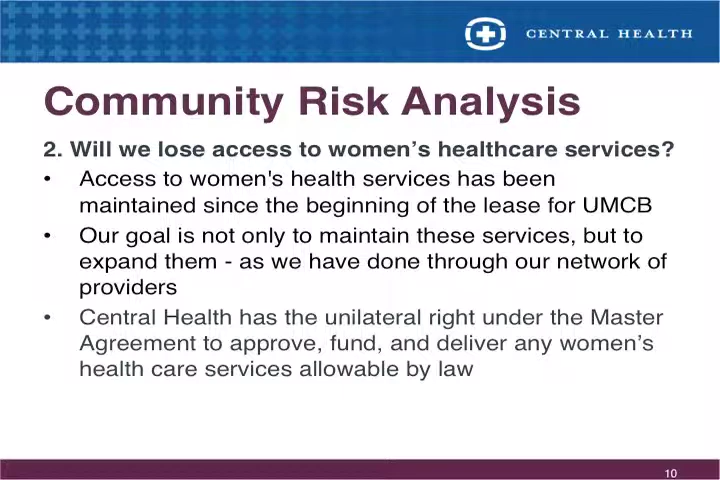 CENTRAL HEALTH
Community Risk Analysis
2. Will we lose access to women’s healthcare services?
• Access to women's health services has been
maintained since the beginning of the lease for UMCB
• Our goal is not only to maintain these services, but to
expand them - as we have done through our network of
providers
• Central Health has the unilateral right under the Master
Agreement to approve, fund, and deliver any women’s
health care services allowable by law
10